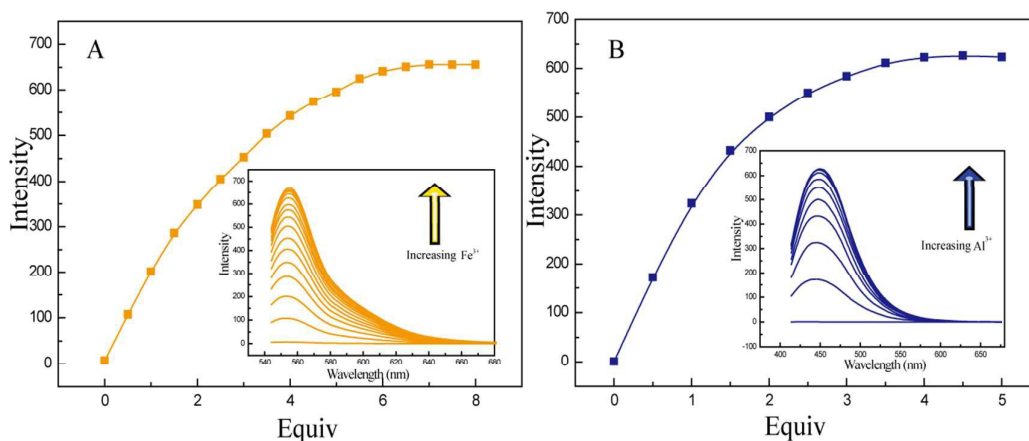 A
Intensity
700
600
500
400
300
200
100
0
0 2 4 6 8
Equiv
Intensity
700
600
500
400
300
200
100
0
540 560 580 600 620 640 660 680
Wavelength (nm)
Increasing Fe³⁺
B
Intensity
700
600
500
400
300
200
100
0
0 1 2 3 4 5
Equiv
Intensity
700
600
500
400
300
200
100
0
-100
400 450 500 550 600 650
Wavelength (nm)
Increasing Al³⁺